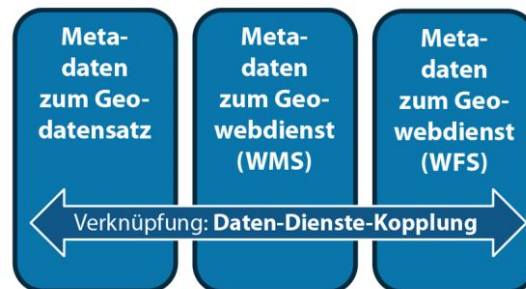 Meta-
daten
zum Geo-
datensatz
Meta-
daten
zum Geo-
webdienst
(WMS)
Meta-
daten
zum Geo-
webdienst
(WFS)
Verknüpfung: Daten-Dienste-Kopplung